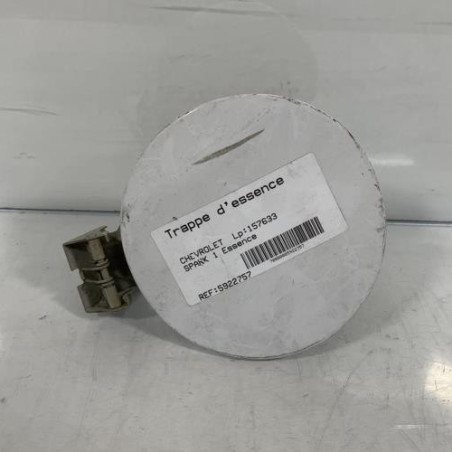 Trappe d'essence
CHEVROLET Lp:157633
SPARK 1 Essence
REF:5922757